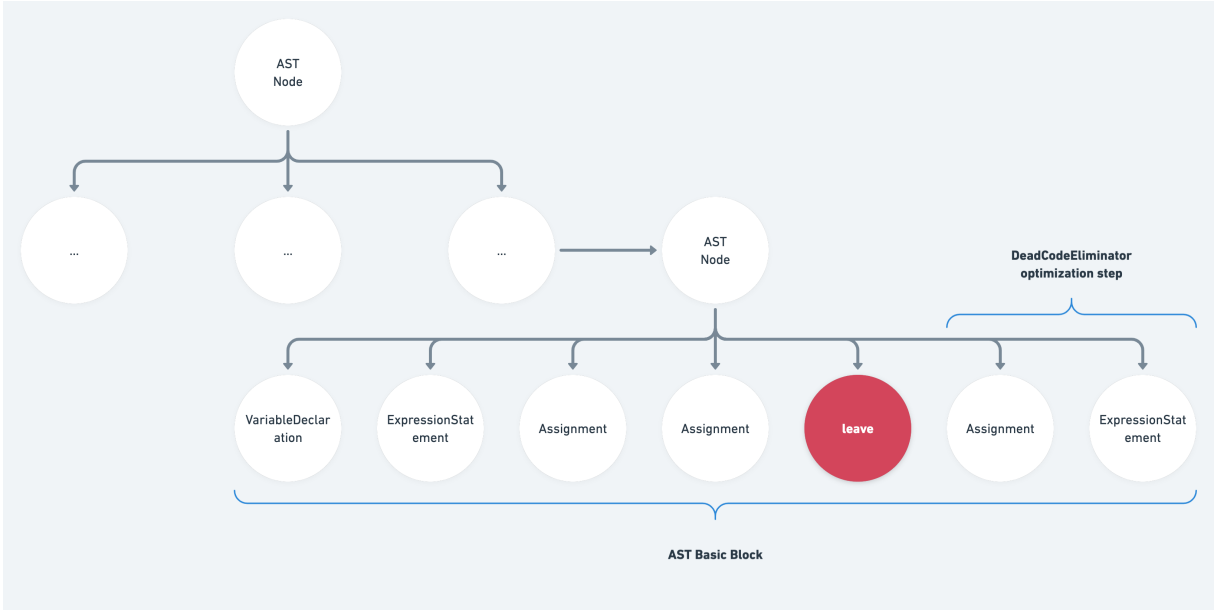 AST
Node
...
...
...
AST
Node
DeadCodeEliminator
optimization step
VariableDeclar
ation
ExpressionStat
ement
Assignment
Assignment
leave
Assignment
ExpressionStat
ement
AST Basic Block